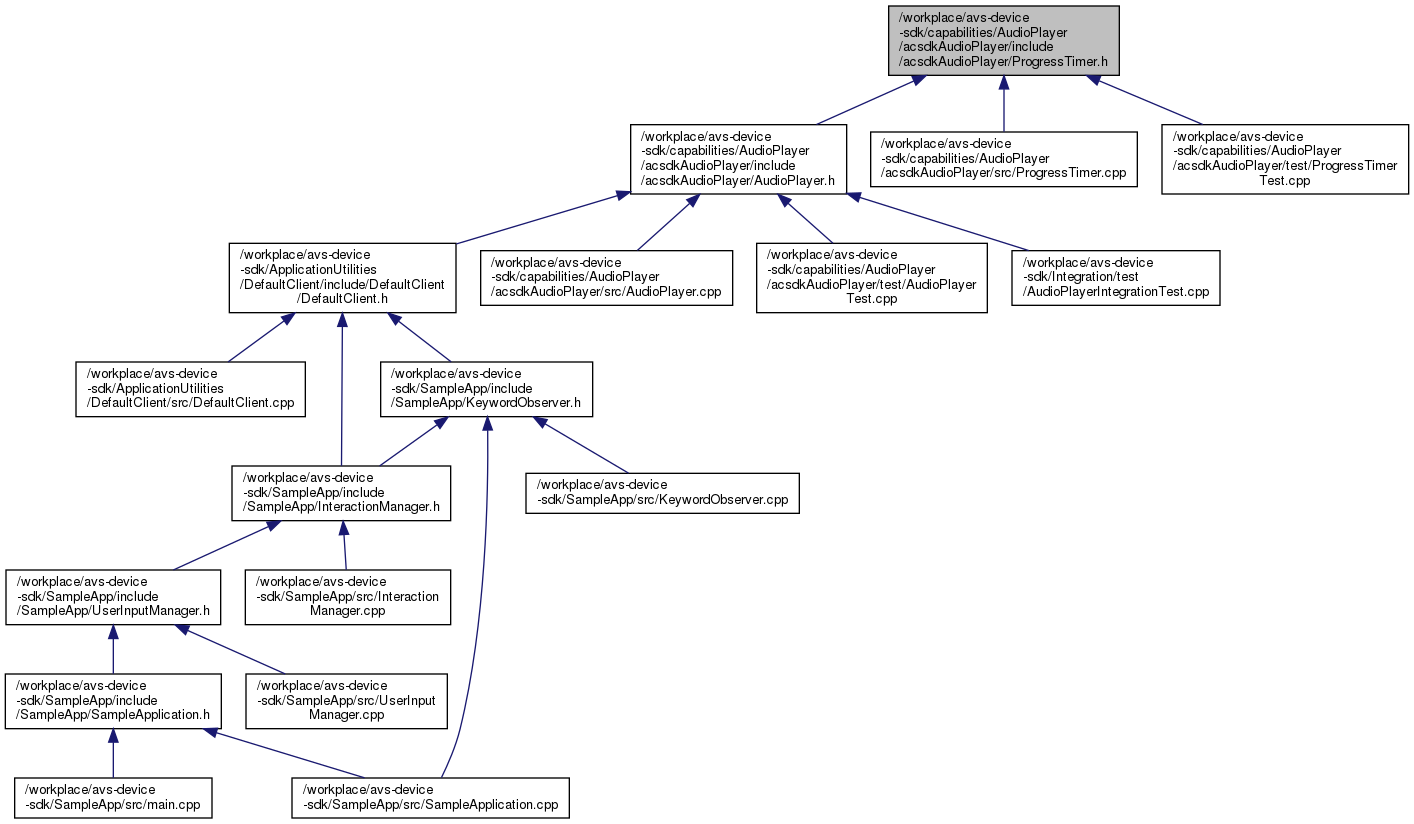 /workplace/avs-device
-sdk/capabilities/AudioPlayer
/acsdkAudioPlayer/include
/acsdkAudioPlayer/ProgressTimer.h
/workplace/avs-device
-sdk/capabilities/AudioPlayer
/acsdkAudioPlayer/include
/acsdkAudioPlayer/AudioPlayer.h
/workplace/avs-device
-sdk/capabilities/AudioPlayer
/acsdkAudioPlayer/src/ProgressTimer.cpp
/workplace/avs-device
-sdk/capabilities/AudioPlayer
/acsdkAudioPlayer/test/ProgressTimer
Test.cpp
/workplace/avs-device
-sdk/ApplicationUtilities
/DefaultClient/include/DefaultClient
/DefaultClient.h
/workplace/avs-device
-sdk/capabilities/AudioPlayer
/acsdkAudioPlayer/src/AudioPlayer.cpp
/workplace/avs-device
-sdk/capabilities/AudioPlayer
/acsdkAudioPlayer/test/AudioPlayer
Test.cpp
/workplace/avs-device
-sdk/Integration/test
/AudioPlayerIntegrationTest.cpp
/workplace/avs-device
-sdk/ApplicationUtilities
/DefaultClient/src/DefaultClient.cpp
/workplace/avs-device
-sdk/SampleApp/include
/SampleApp/KeywordObserver.h
/workplace/avs-device
-sdk/SampleApp/include
/SampleApp/InteractionManager.h
/workplace/avs-device
-sdk/SampleApp/src/KeywordObserver.cpp
/workplace/avs-device
-sdk/SampleApp/include
/SampleApp/UserInputManager.h
/workplace/avs-device
-sdk/SampleApp/src/Interaction
Manager.cpp
/workplace/avs-device
-sdk/SampleApp/include
/SampleApp/SampleApplication.h
/workplace/avs-device
-sdk/SampleApp/src/UserInput
Manager.cpp
/workplace/avs-device
-sdk/SampleApp/src/main.cpp
/workplace/avs-device
-sdk/SampleApp/src/SampleApplication.cpp